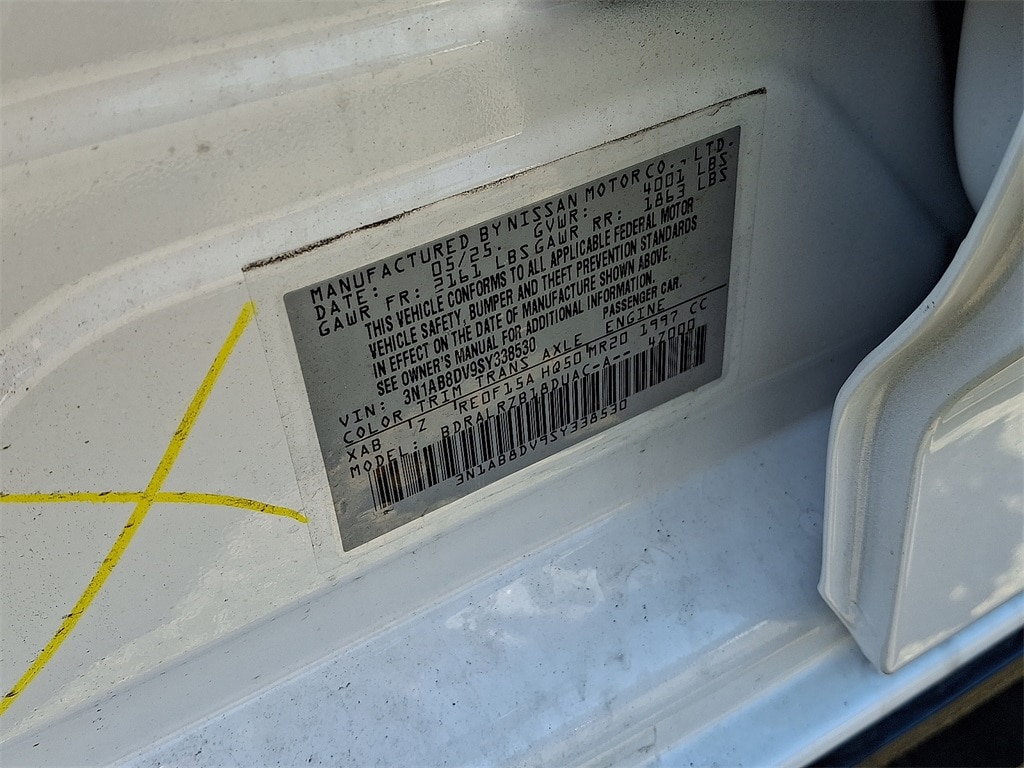 MANUFACTURED BY NISSAN MOTOR CO., LTD.
DATE: 05/25. GVWR: 4001 LBS
GAWR FR: 2161 LBS GAWR RR: 1863 LBS
THIS VEHICLE CONFORMS TO ALL APPLICABLE FEDERAL MOTOR
VEHICLE SAFETY, BUMPER AND THEFT PREVENTION STANDARDS
IN EFFECT ON THE DATE OF MANUFACTURE SHOWN ABOVE.
SEE OWNER'S MANUAL FOR ADDITIONAL INFORMATION.
VIN: 3N1AB8DV9SY338530 PASSENGER CAR.
COLOR TRIM TRANS AXLE ENGINE
XAB 'Z RE0F15A HQ50 MR20 1997 CC
MODEL: BDRALRZB18DUAC-A-- 47000
3N1AB8DV9SY338530